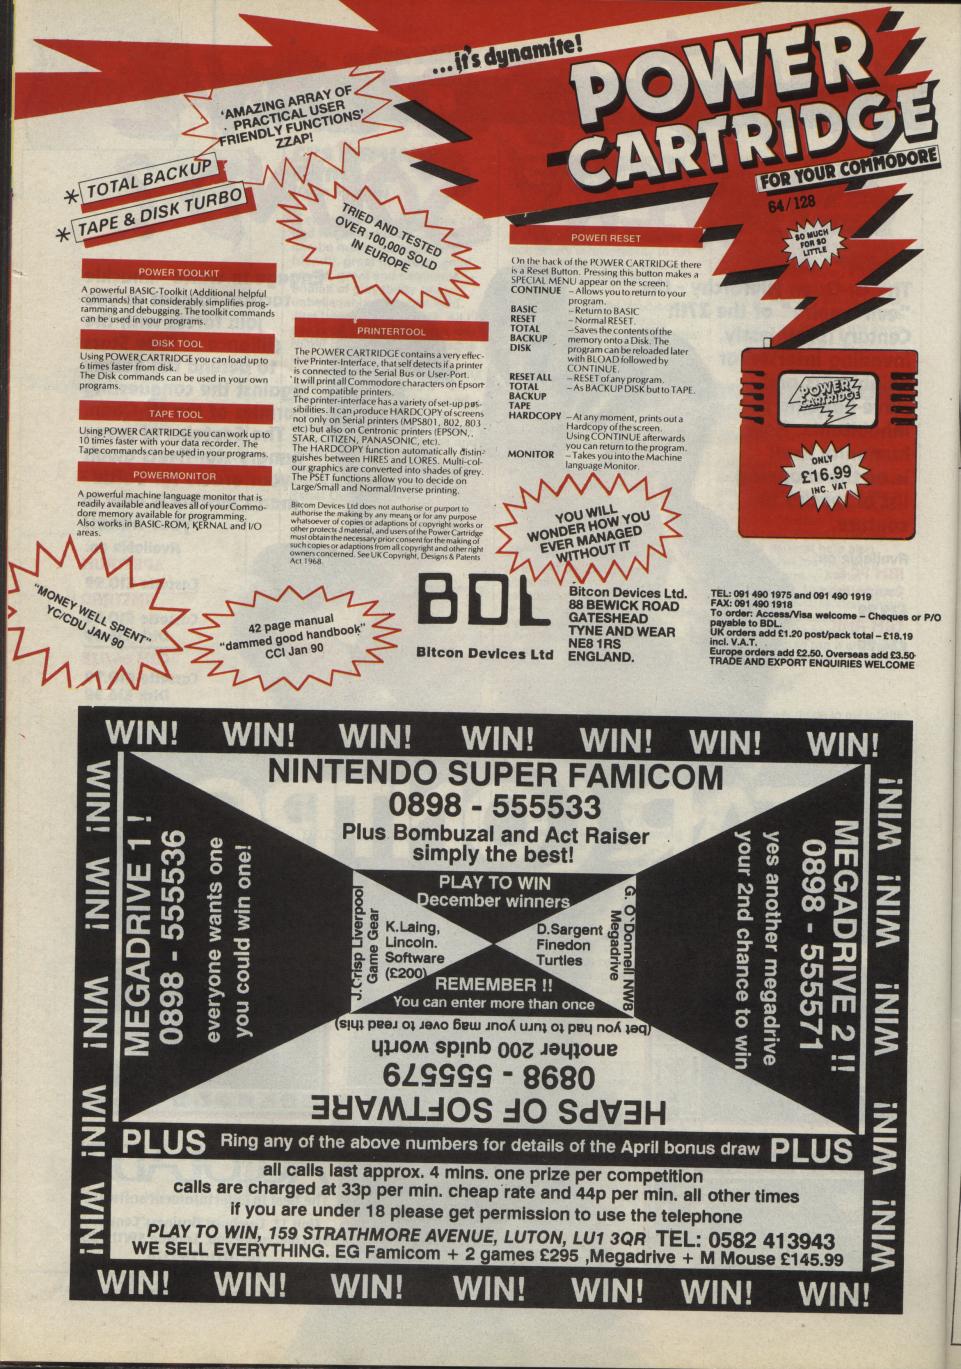 ...it's dynamite!
POWER
CARTRIDGE
FOR YOUR COMMODORE
64/128
'AMAZING ARRAY OF
PRACTICAL USER
FRIENDLY FUNCTIONS'
ZZAP!
* TOTAL BACKUP
* TAPE & DISK TURBO
TRIED AND TESTED
OVER 100,000 SOLD
IN EUROPE
SO MUCH
FOR SO
LITTLE
POWER TOOLKIT
A powerful BASIC-Toolkit (Additional helpful
commands) that considerably simplifies prog-
ramming and debugging. The toolkit commands
can be used in your programs.
DISK TOOL
Using POWER CARTRIDGE you can load up to
6 times faster from disk.
The Disk commands can be used in your own
programs.
TAPE TOOL
Using POWER CARTRIDGE you can work up to
10 times faster with your data recorder. The
Tape commands can be used in your programs.
POWERMONITOR
A powerful machine language monitor that is
readily available and leaves all of your Commo-
dore memory available for programming.
Also works in BASIC-ROM, KERNAL and I/O
areas.
PRINTERTOOL
The POWER CARTRIDGE contains a very effec-
tive Printer-Interface, that self detects if a printer
is connected to the Serial Bus or User-Port.
It will print all Commodore characters on Epson
and compatible printers.
The printer-interface has a variety of set-up pos-
sibilities. It can produce HARDCOPY of screens
not only on Serial printers (MPS801, 802, 803
etc) but also on Centronic printers (EPSON,
STAR, CITIZEN, PANASONIC, etc).
The HARDCOPY function automatically distin-
guishes between HIRES and LORES. Multi-col-
our graphics are converted into shades of grey.
The PSET functions allow you to decide on
Large/Small and Normal/Inverse printing.
Bitcon Devices Ltd does not authorise or purport to
authorise the making by any means or for any purpose
whatsoever of copies or adaptions of copyright works or
other protected material, and users of the Power Cartridge
must obtain the necessary prior consent for the making of
such copies or adaptions from all copyright and other right
owners concerned. See UK Copyright, Designs & Patents
Act 1968.
POWER RESET
On the back of the POWER CARTRIDGE there
is a Reset Button. Pressing this button makes a
SPECIAL MENU appear on the screen.
CONTINUE – Allows you to return to your
program.
BASIC – Return to BASIC
RESET – Normal RESET.
TOTAL – Saves the contents of the
BACKUP memory onto a Disk. The
DISK program can be reloaded later
with BLOAD followed by
CONTINUE.
RESET ALL – RESET of any program.
TOTAL – As BACKUP DISK but to TAPE.
BACKUP
TAPE
HARDCOPY – At any moment, prints out a
Hardcopy of the screen.
Using CONTINUE afterwards
you can return to the program.
MONITOR – Takes you into the Machine
language Monitor.
POWER
CARTRIDGE
ONLY
£16.99
INC. VAT
YOU WILL
WONDER HOW YOU
EVER MANAGED
WITHOUT IT
"MONEY WELL SPENT"
YC/CDU JAN 90
42 page manual
"dammed good handbook"
CCI Jan 90
BDL
Bitcon Devices Ltd
Bitcon Devices Ltd.
88 BEWICK ROAD
GATESHEAD
TYNE AND WEAR
NE8 1RS
ENGLAND.
TEL: 091 490 1975 and 091 490 1919
FAX: 091 490 1918
To order: Access/Visa welcome – Cheques or P/O
payable to BDL.
UK orders add £1.20 post/pack total – £18.19
incl. V.A.T.
Europe orders add £2.50. Overseas add £3.50
TRADE AND EXPORT ENQUIRIES WELCOME
WIN! WIN! WIN! WIN! WIN! WIN! WIN!
WIN! WIN! WIN! WIN! WIN!
NINTENDO SUPER FAMICOM
0898 - 555533
Plus Bombuzal and Act Raiser
simply the best!
MEGADRIVE 1 !
0898 - 555536
everyone wants one
you could win one!
PLAY TO WIN
December winners
J.Crisp Liverpool
Game Gear
K.Laing,
Lincoln.
Software
(£200)
D.Sargent
Finedon
Turtles
G. O'Donnell NW8
Megadrive
REMEMBER !!
You can enter more than once
MEGADRIVE 2 !!
0898 - 555571
yes another megadrive
your 2nd chance to win
HEAPS OF SOFTWARE
0898 - 555579
another 200 quids worth
(bet you had to turn your mag over to read this)
WIN! WIN! WIN! WIN! WIN!
PLUS Ring any of the above numbers for details of the April bonus draw PLUS
all calls last approx. 4 mins. one prize per competition
calls are charged at 33p per min. cheap rate and 44p per min. all other times
if you are under 18 please get permission to use the telephone
PLAY TO WIN, 159 STRATHMORE AVENUE, LUTON, LU1 3QR TEL: 0582 413943
WE SELL EVERYTHING. EG Famicom + 2 games £295 ,Megadrive + M Mouse £145.99
WIN! WIN! WIN! WIN! WIN! WIN! WIN!